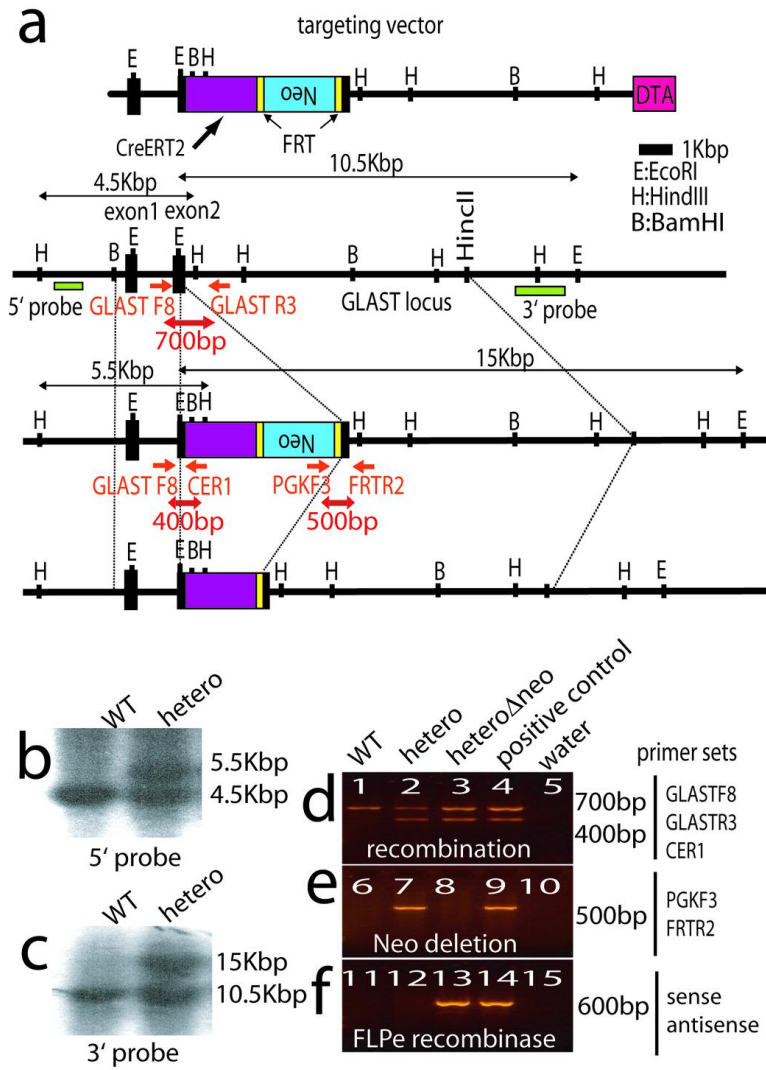 a
targeting vector
E
E B H
H H B H
Neo
DTA
CreERT2
FRT
1Kbp
E:EcoRI
H:HindIII
B:BamHI
10.5Kbp
4.5Kbp
exon1 exon2
HincII
H B E E H H B H H E
5‘ probe
GLAST F8
GLAST R3
GLAST locus
3‘ probe
700bp
15Kbp
5.5Kbp
H E E B H H H B H H E
Neo
GLAST F8 CER1
PGKF3 FRTR2
400bp
500bp
H E E B H H H B H H E
b
WT hetero
5.5Kbp
4.5Kbp
5‘ probe
c
WT hetero
15Kbp
10.5Kbp
3‘ probe
WT hetero heteroΔneo positive control water
primer sets
d
1 2 3 4 5
recombination
700bp
400bp
GLASTF8
GLASTR3
CER1
e
6 7 8 9 10
Neo deletion
500bp
PGKF3
FRTR2
f
11 12 13 14 15
FLPe recombinase
600bp
sense
antisense